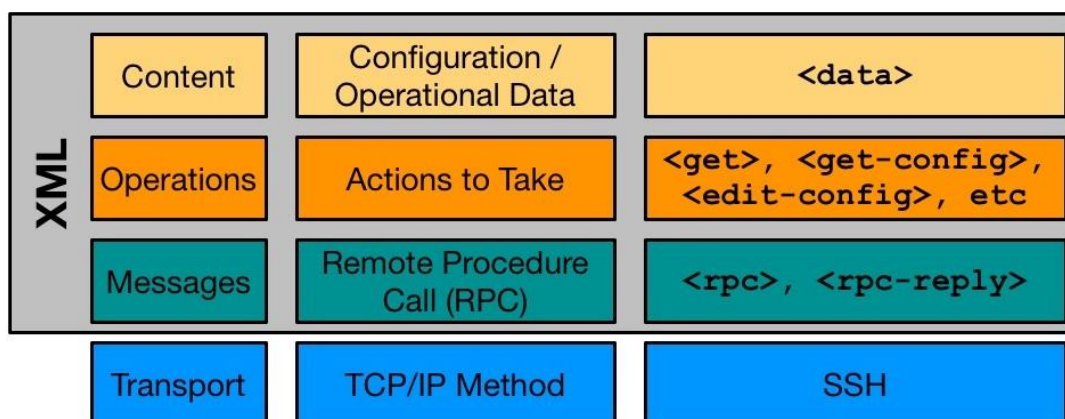 XML
Content
Configuration /
Operational Data
<data>
Operations
Actions to Take
<get>, <get-config>,
<edit-config>, etc
Messages
Remote Procedure
Call (RPC)
<rpc>, <rpc-reply>
Transport
TCP/IP Method
SSH